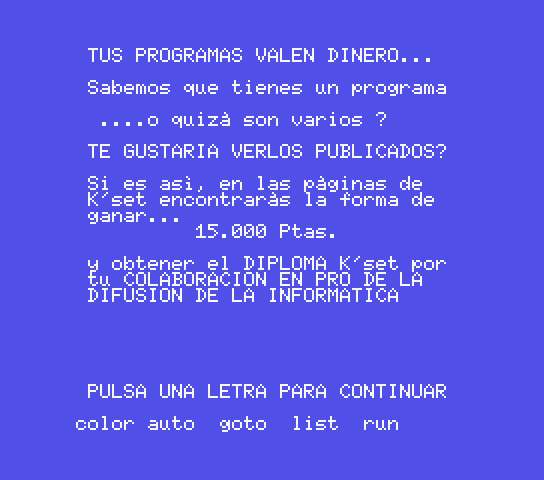 TUS PROGRAMAS VALEN DINERO...
Sabemos que tienes un programa
....o quizà son varios ?
TE GUSTARIA VERLOS PUBLICADOS?
Si es asì, en las pàginas de
K´set encontraràs la forma de
ganar...
15.000 Ptas.
y obtener el DIPLOMA K´set por
tu COLABORACION EN PRO DE LA
DIFUSION DE LA INFORMATICA
PULSA UNA LETRA PARA CONTINUAR
color auto goto list run